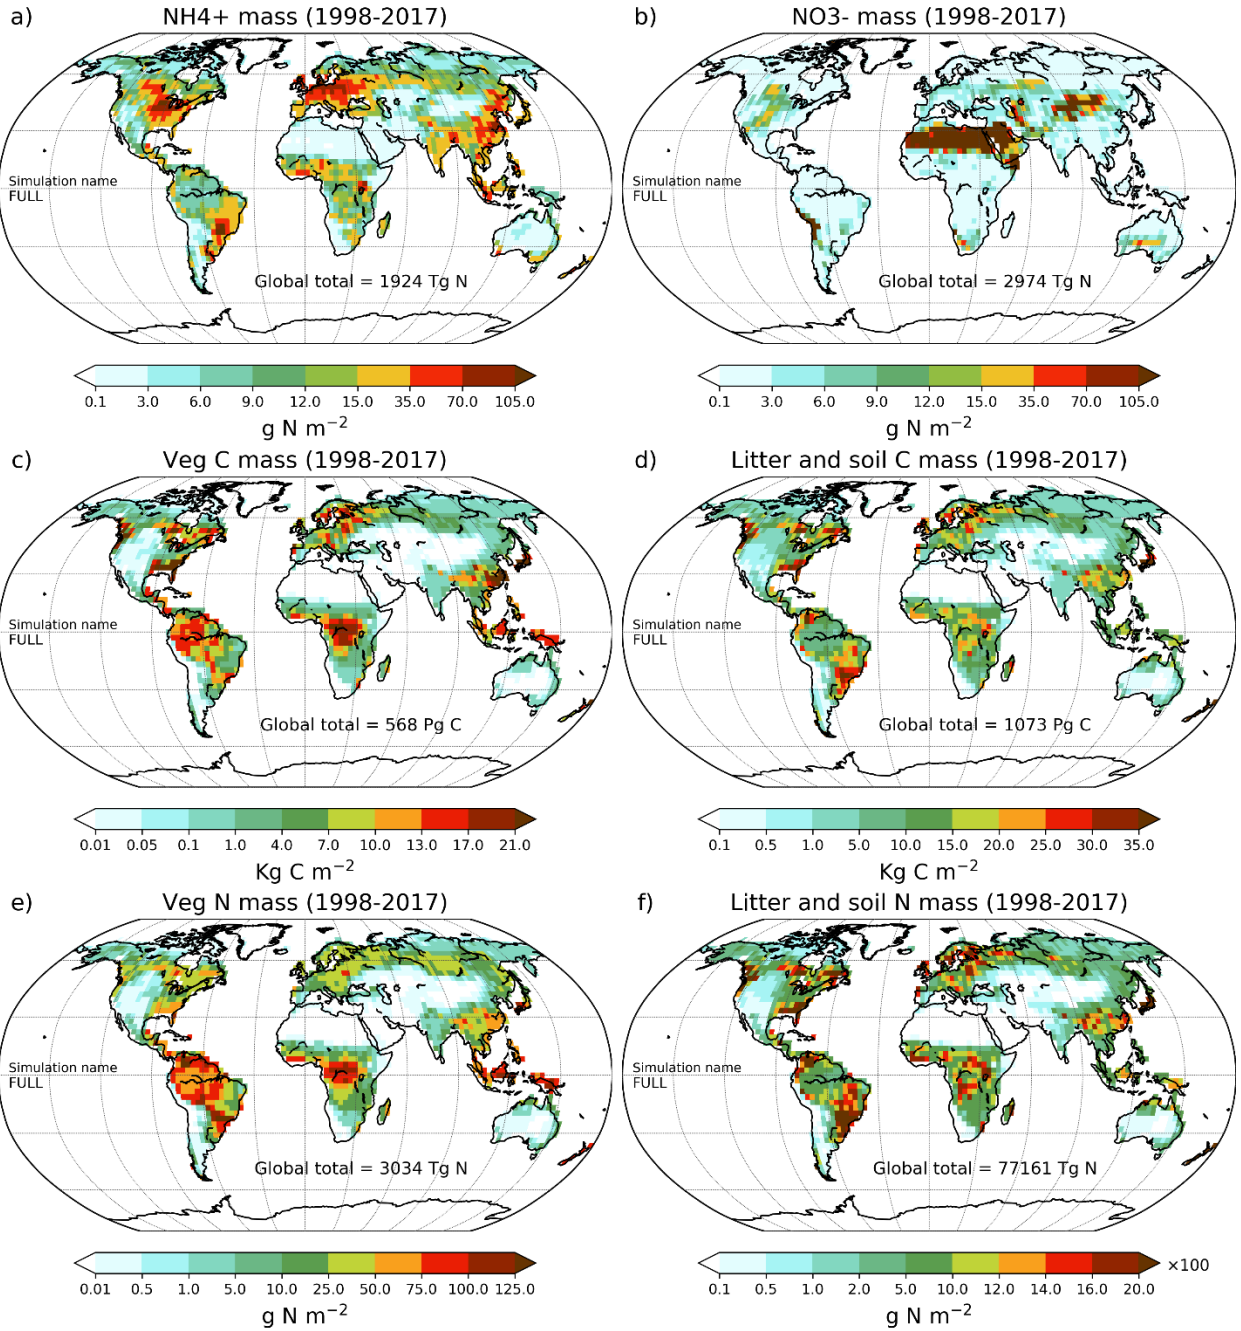 a) NH4+ mass (1998-2017)
Simulation name
FULL
Global total = 1924 Tg N
0.1 3.0 6.0 9.0 12.0 15.0 35.0 70.0 105.0
g N m⁻²
b) NO3- mass (1998-2017)
Simulation name
FULL
Global total = 2974 Tg N
0.1 3.0 6.0 9.0 12.0 15.0 35.0 70.0 105.0
g N m⁻²
c) Veg C mass (1998-2017)
Simulation name
FULL
Global total = 568 Pg C
0.01 0.05 0.1 1.0 4.0 7.0 10.0 13.0 17.0 21.0
Kg C m⁻²
d) Litter and soil C mass (1998-2017)
Simulation name
FULL
Global total = 1073 Pg C
0.1 0.5 1.0 5.0 10.0 15.0 20.0 25.0 30.0 35.0
Kg C m⁻²
e) Veg N mass (1998-2017)
Simulation name
FULL
Global total = 3034 Tg N
0.01 0.5 1.0 5.0 10.0 25.0 50.0 75.0 100.0 125.0
g N m⁻²
f) Litter and soil N mass (1998-2017)
Simulation name
FULL
Global total = 77161 Tg N
0.1 0.5 1.0 2.0 5.0 10.0 12.0 14.0 16.0 20.0 ×100
g N m⁻²